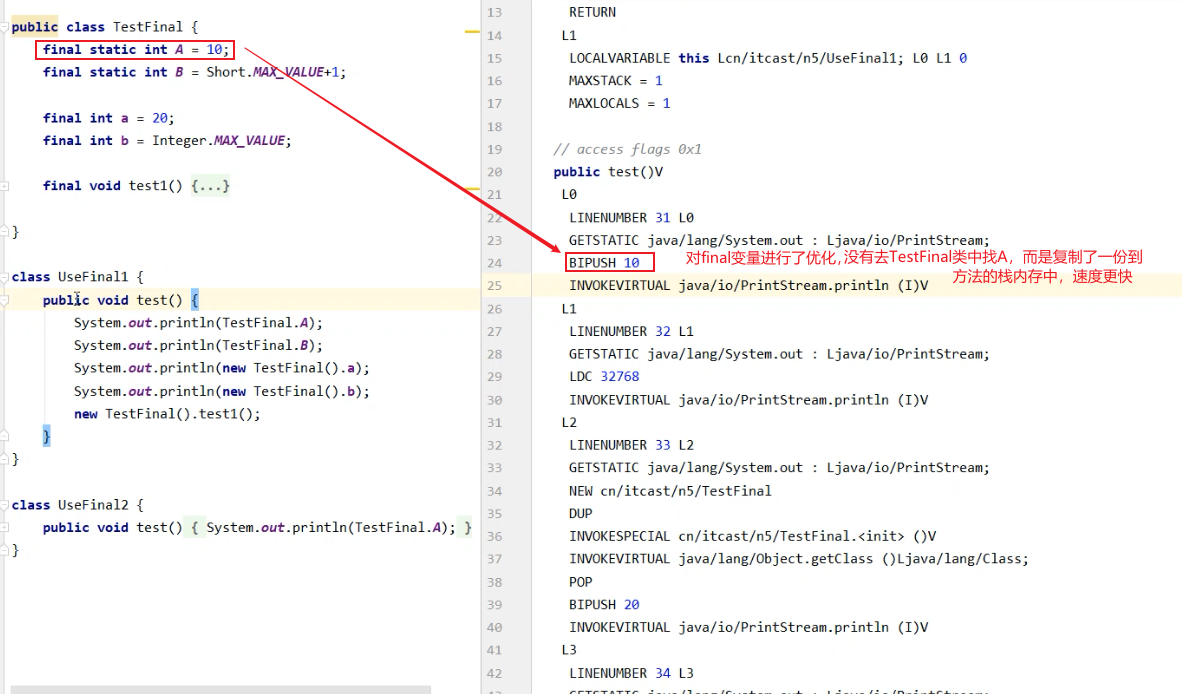 public class TestFinal {
final static int A = 10;
final static int B = Short.MAX_VALUE+1;
final int a = 20;
final int b = Integer.MAX_VALUE;
final void test1() {...}
}
class UseFinal1 {
public void test() {
System.out.println(TestFinal.A);
System.out.println(TestFinal.B);
System.out.println(new TestFinal().a);
System.out.println(new TestFinal().b);
new TestFinal().test1();
}
}
class UseFinal2 {
public void test() { System.out.println(TestFinal.A); }
}
13 RETURN
14 L1
15 LOCALVARIABLE this Lcn/itcast/n5/UseFinal1; L0 L1 0
16 MAXSTACK = 1
17 MAXLOCALS = 1
18
19 // access flags 0x1
20 public test()V
21 L0
22 LINENUMBER 31 L0
23 GETSTATIC java/lang/System.out : Ljava/io/PrintStream;
24 BIPUSH 10
对final变量进行了优化,没有去TestFinal类中找A，而是复制了一份到
方法的栈内存中，速度更快
25 INVOKEVIRTUAL java/io/PrintStream.println (I)V
26 L1
27 LINENUMBER 32 L1
28 GETSTATIC java/lang/System.out : Ljava/io/PrintStream;
29 LDC 32768
30 INVOKEVIRTUAL java/io/PrintStream.println (I)V
31 L2
32 LINENUMBER 33 L2
33 GETSTATIC java/lang/System.out : Ljava/io/PrintStream;
34 NEW cn/itcast/n5/TestFinal
35 DUP
36 INVOKESPECIAL cn/itcast/n5/TestFinal.<init> ()V
37 INVOKEVIRTUAL java/lang/Object.getClass ()Ljava/lang/Class;
38 POP
39 BIPUSH 20
40 INVOKEVIRTUAL java/io/PrintStream.println (I)V
41 L3
42 LINENUMBER 34 L3